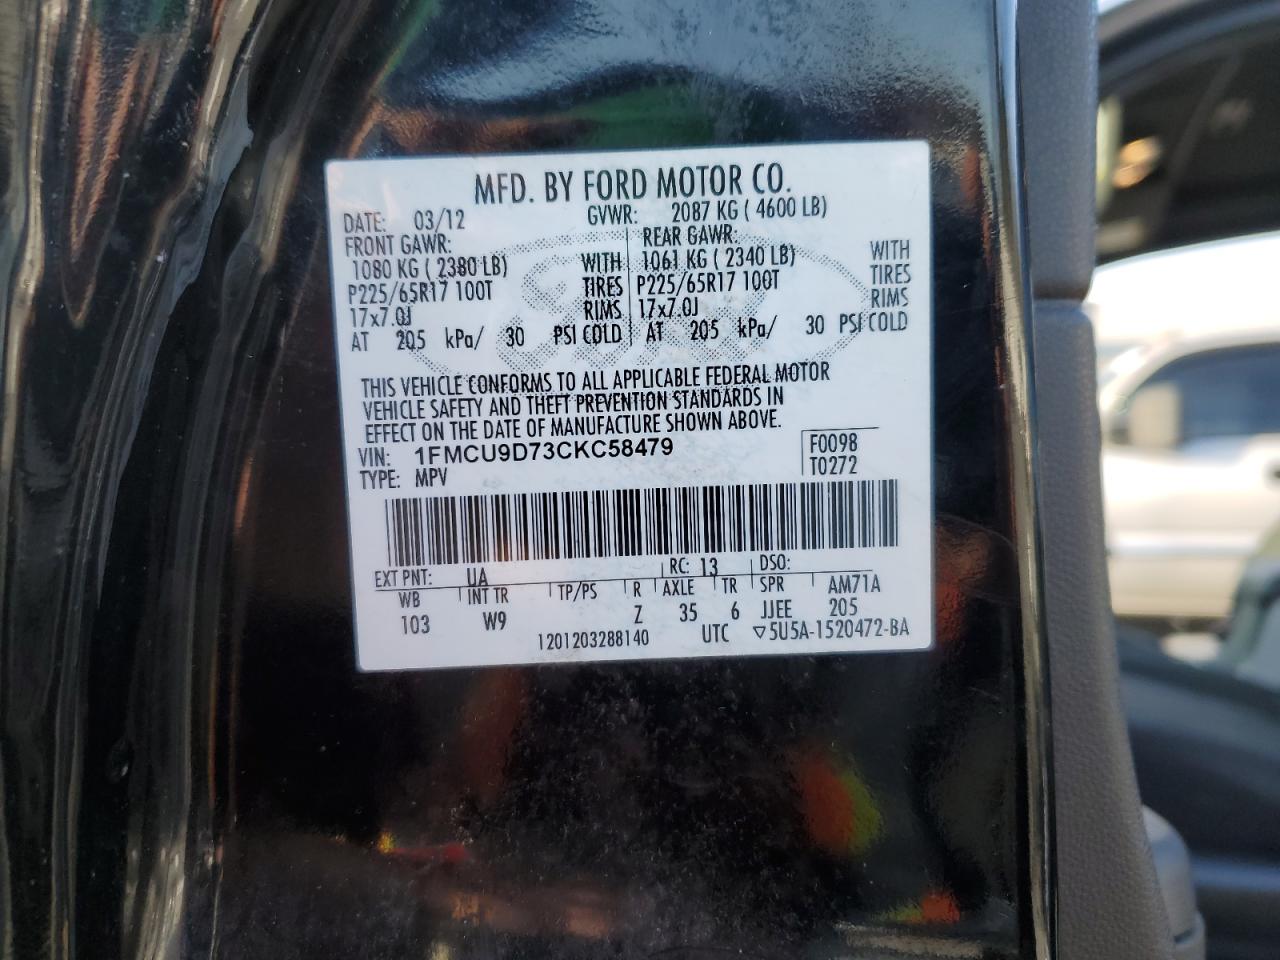 MFD. BY FORD MOTOR CO.
DATE: 03/12 GVWR: 2087 KG ( 4600 LB)
FRONT GAWR: REAR GAWR: WITH
1080 KG ( 2380 LB) WITH 1061 KG ( 2340 LB) TIRES
P225/65R17 100T TIRES P225/65R17 100T RIMS
17x7.0J RIMS 17x7.0J
AT 205 kPa/ 30 PSI COLD AT 205 kPa/ 30 PSI COLD
THIS VEHICLE CONFORMS TO ALL APPLICABLE FEDERAL MOTOR
VEHICLE SAFETY AND THEFT PREVENTION STANDARDS IN
EFFECT ON THE DATE OF MANUFACTURE SHOWN ABOVE.
VIN: 1FMCU9D73CKC58479 F0098
TYPE: MPV T0272
EXT PNT: UA RC: 13 DSO:
WB INT TR TP/PS R AXLE TR SPR AM71A
103 W9 Z 35 6 JJEE 205
1201203288140 UTC ▽5U5A-1520472-BA